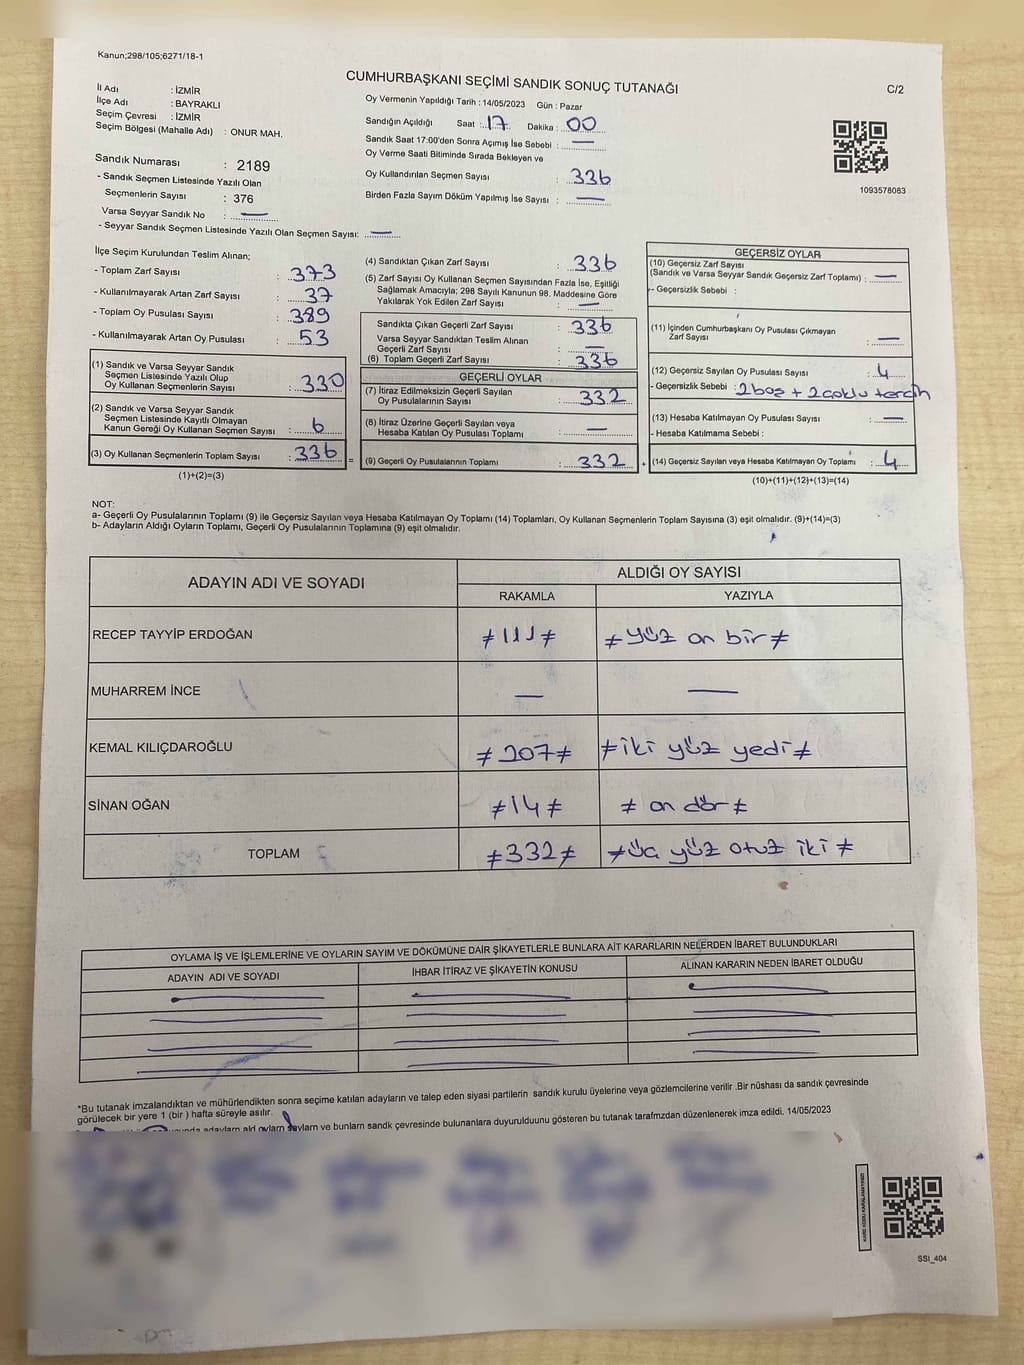 Kanun;298/105;6271/18-1
CUMHURBAŞKANI SEÇİMİ SANDIK SONUÇ TUTANAĞI
C/2
İl Adı : İZMİR
İlçe Adı : BAYRAKLI
Seçim Çevresi : İZMİR
Seçim Bölgesi (Mahalle Adı) : ONUR MAH.
Sandık Numarası : 2189
- Sandık Seçmen Listesinde Yazılı Olan
Seçmenlerin Sayısı : 376
Varsa Seyyar Sandık No : —
- Seyyar Sandık Seçmen Listesinde Yazılı Olan Seçmen Sayısı: —
Oy Vermenin Yapıldığı Tarih : 14/05/2023 Gün : Pazar
Sandığın Açıldığı Saat : 17 Dakika : 00
Sandık Saat 17:00'den Sonra Açımış İse Sebebi : —
Oy Verme Saati Bitiminde Sırada Bekleyen ve
Oy Kullandırılan Seçmen Sayısı : 336
Birden Fazla Sayım Döküm Yapılmış İse Sayısı : —
1093578083
İlçe Seçim Kurulundan Teslim Alınan;
- Toplam Zarf Sayısı : 373
- Kullanılmayarak Artan Zarf Sayısı : 37
- Toplam Oy Pusulası Sayısı : 389
- Kullanılmayarak Artan Oy Pusulası : 53
(1) Sandık ve Varsa Seyyar Sandık
Seçmen Listesinde Yazılı Olup
Oy Kullanan Seçmenlerin Sayısı : 330
(2) Sandık ve Varsa Seyyar Sandık
Seçmen Listesinde Kayıtlı Olmayan
Kanun Gereği Oy Kullanan Seçmen Sayısı : 6
(3) Oy Kullanan Seçmenlerin Toplam Sayısı : 336 =
(1)+(2)=(3)
(4) Sandıktan Çıkan Zarf Sayısı : 336
(5) Zarf Sayısı Oy Kullanan Seçmen Sayısından Fazla İse, Eşitliği
Sağlamak Amacıyla; 298 Sayılı Kanunun 98. Maddesine Göre
Yakılarak Yok Edilen Zarf Sayısı : —
Sandıkta Çıkan Geçerli Zarf Sayısı : 336
Varsa Seyyar Sandıktan Teslim Alınan
Geçerli Zarf Sayısı : —
(6) Toplam Geçerli Zarf Sayısı : 336
GEÇERLİ OYLAR
(7) İtiraz Edilmeksizin Geçerli Sayılan
Oy Pusulalarının Sayısı : 332
(8) İtiraz Üzerine Geçerli Sayılan veya
Hesaba Katılan Oy Pusulası Toplamı : —
(9) Geçerli Oy Pusulalarının Toplamı : 332 +
GEÇERSİZ OYLAR
(10) Geçersiz Zarf Sayısı
(Sandık ve Varsa Seyyar Sandık Geçersiz Zarf Toplamı) : —
- Geçersizlik Sebebi :
(11) İçinden Cumhurbaşkanı Oy Pusulası Çıkmayan
Zarf Sayısı : —
(12) Geçersiz Sayılan Oy Pusulası Sayısı : 4
- Geçersizlik Sebebi : 2 boş + 2 çoklu tercih
(13) Hesaba Katılmayan Oy Pusulası Sayısı : —
- Hesaba Katılmama Sebebi :
(14) Geçersiz Sayılan veya Hesaba Katılmayan Oy Toplamı : 4
(10)+(11)+(12)+(13)=(14)
NOT:
a- Geçerli Oy Pusulalarının Toplamı (9) ile Geçersiz Sayılan veya Hesaba Katılmayan Oy Toplamı (14) Toplamları, Oy Kullanan Seçmenlerin Toplam Sayısına (3) eşit olmalıdır. (9)+(14)=(3)
b- Adayların Aldığı Oyların Toplamı, Geçerli Oy Pusulalarının Toplamına (9) eşit olmalıdır.
ADAYIN ADI VE SOYADI ALDIĞI OY SAYISI
RAKAMLA YAZIYLA
RECEP TAYYİP ERDOĞAN ≠111≠ ≠yüz on bir≠
MUHARREM İNCE — —
KEMAL KILIÇDAROĞLU ≠207≠ ≠iki yüz yedi≠
SİNAN OĞAN ≠14≠ ≠on dör≠
TOPLAM ≠332≠ ≠üç yüz otuz iki≠
OYLAMA İŞ VE İŞLEMLERİNE VE OYLARIN SAYIM VE DÖKÜMÜNE DAİR ŞİKAYETLERLE BUNLARA AİT KARARLARIN NELERDEN İBARET BULUNDUKLARI
ADAYIN ADI VE SOYADI İHBAR İTİRAZ VE ŞİKAYETİN KONUSU ALINAN KARARIN NEDEN İBARET OLDUĞU
*Bu tutanak imzalandıktan ve mühürlendikten sonra seçime katılan adayların ve talep eden siyasi partilerin sandık kurulu üyelerine veya gözlemcilerine verilir .Bir nüshası da sandık çevresinde
görülecek bir yere 1 (bir ) hafta süreyle asılır.
adayların ald oyların sayların ve bunların sandk çevresinde bulunanlara duyurulduunu gösteren bu tutanak tarafmzdan düzenlenerek imza edildi. 14/05/2023
KARE KODU KARALAMAYINIZ!
SSI_404